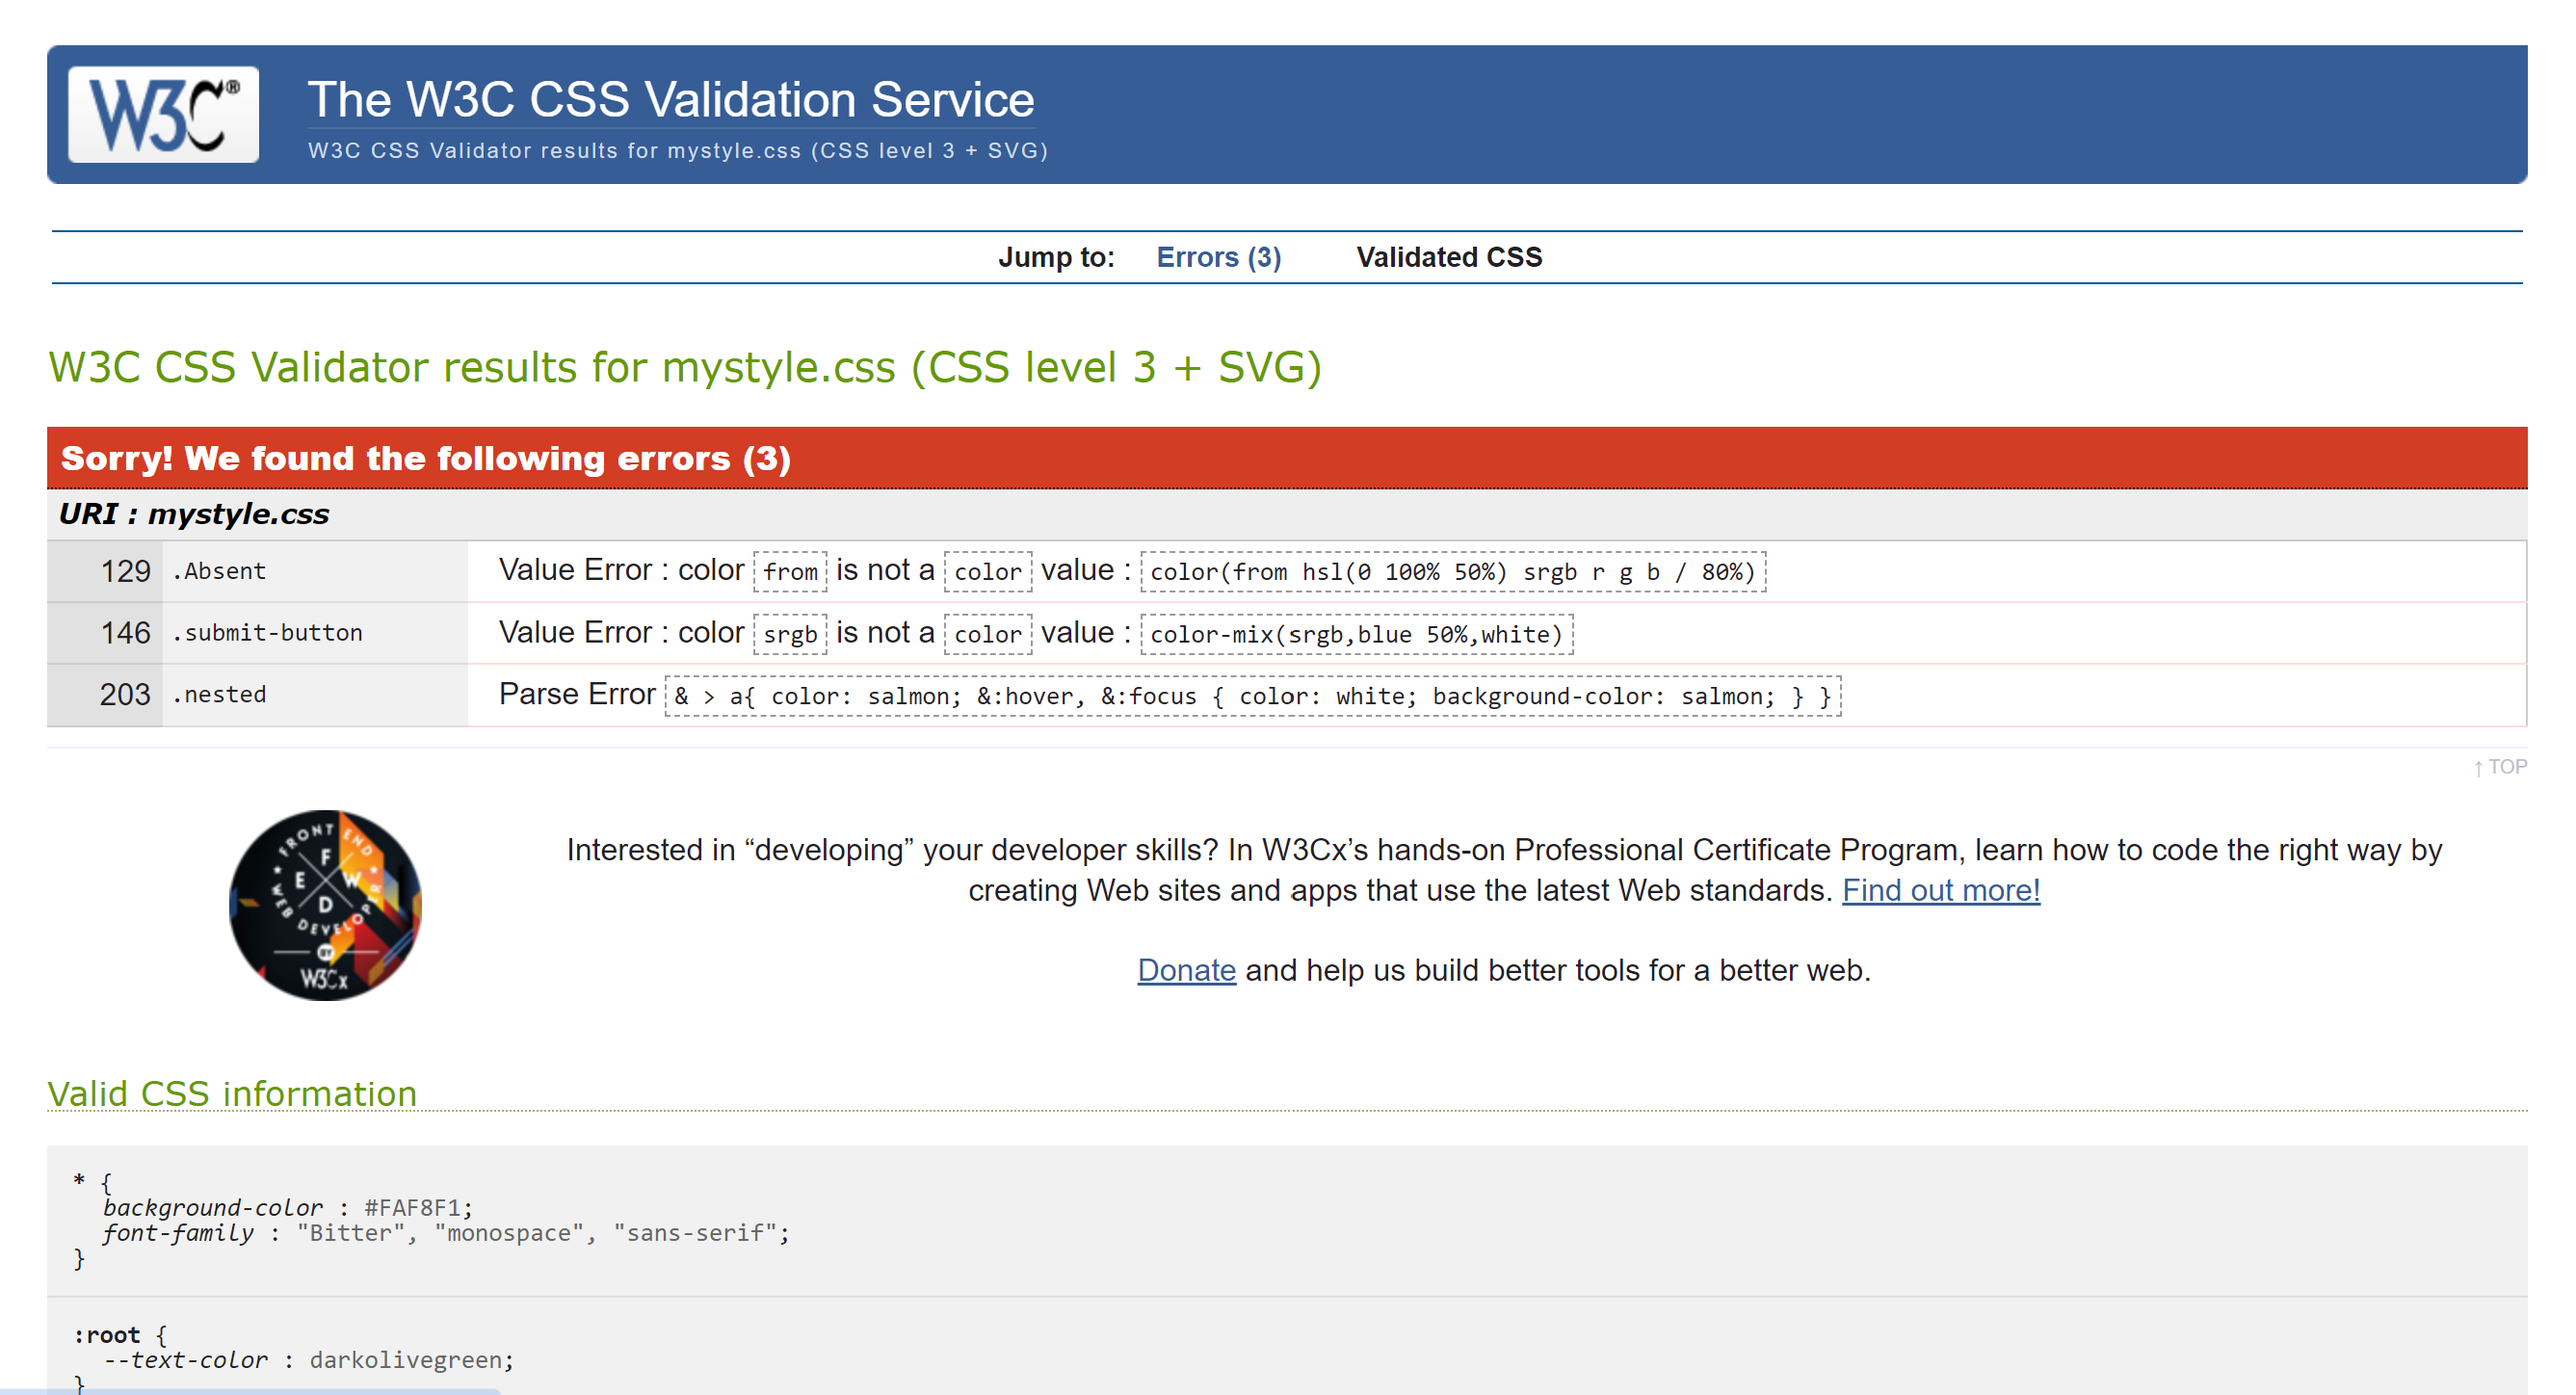 W3C®
The W3C CSS Validation Service
W3C CSS Validator results for mystyle.css (CSS level 3 + SVG)
Jump to: Errors (3) Validated CSS
W3C CSS Validator results for mystyle.css (CSS level 3 + SVG)
Sorry! We found the following errors (3)
URI : mystyle.css
129 .Absent Value Error : color from is not a color value : color(from hsl(0 100% 50%) srgb r g b / 80%)
146 .submit-button Value Error : color srgb is not a color value : color-mix(srgb,blue 50%,white)
203 .nested Parse Error & > a{ color: salmon; &:hover, &:focus { color: white; background-color: salmon; } }
↑ TOP
FRONT END
F
E W
D
WEB DEVELOPER
W3Cx
Interested in “developing” your developer skills? In W3Cx’s hands-on Professional Certificate Program, learn how to code the right way by
creating Web sites and apps that use the latest Web standards. Find out more!
Donate and help us build better tools for a better web.
Valid CSS information
* {
background-color : #FAF8F1;
font-family : "Bitter", "monospace", "sans-serif";
}
:root {
--text-color : darkolivegreen;
}